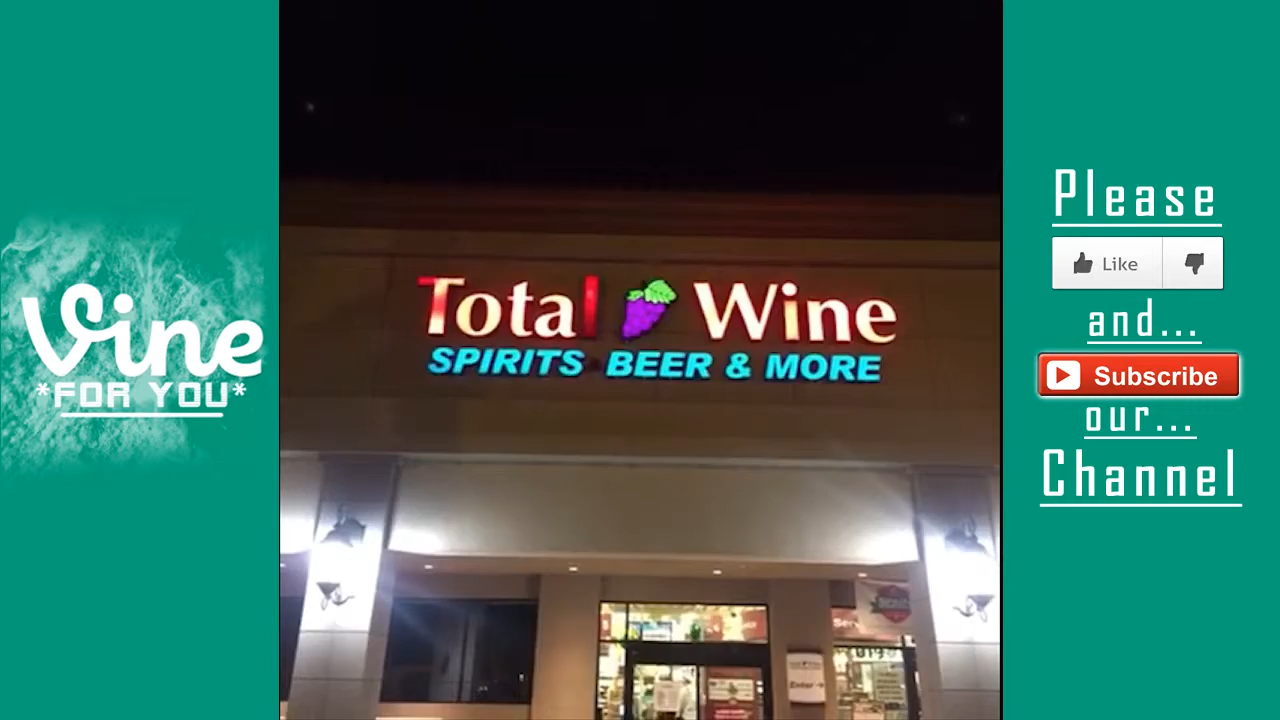 Vine
*FOR YOU*
Total Wine
SPIRITS BEER & MORE
Enter
Please
Like
and...
Subscribe
our...
Channel